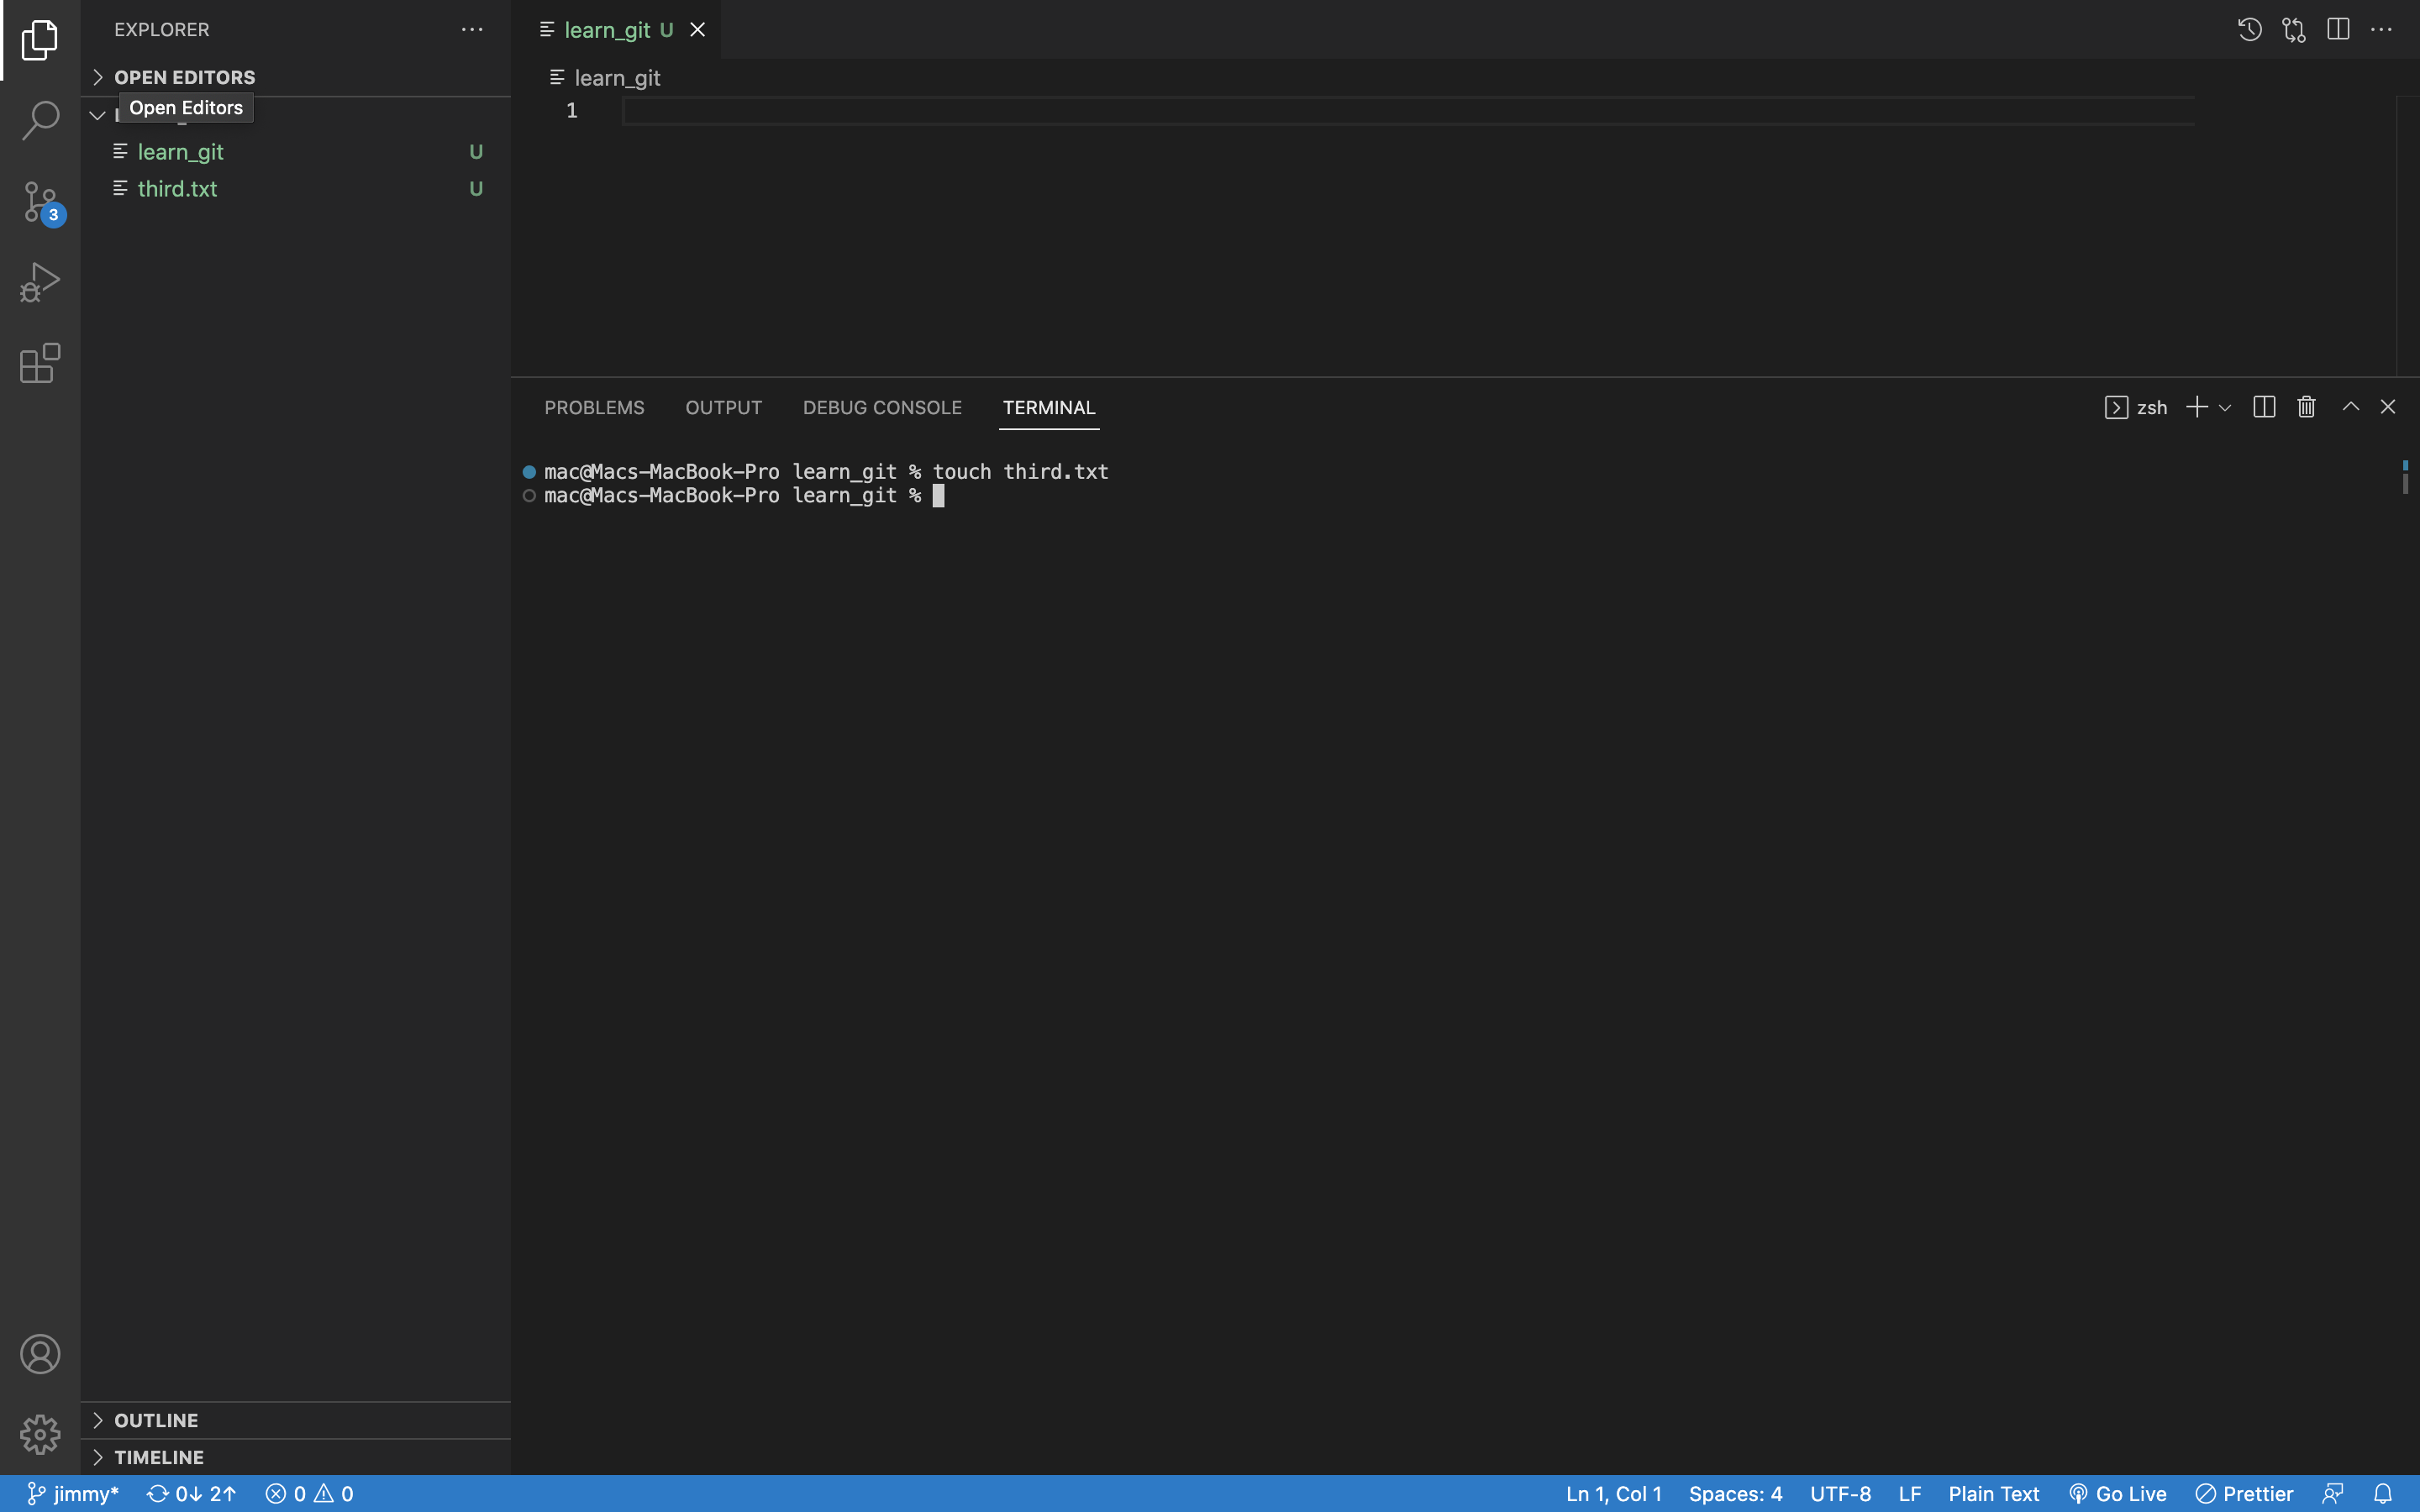 EXPLORER
OPEN EDITORS
Open Editors
learn_git U
third.txt U
3
OUTLINE
TIMELINE
learn_git U
learn_git
1
PROBLEMS OUTPUT DEBUG CONSOLE TERMINAL
zsh
mac@Macs-MacBook-Pro learn_git % touch third.txt
mac@Macs-MacBook-Pro learn_git %
jimmy* 0↓ 2↑ 0 0 Ln 1, Col 1 Spaces: 4 UTF-8 LF Plain Text Go Live Prettier